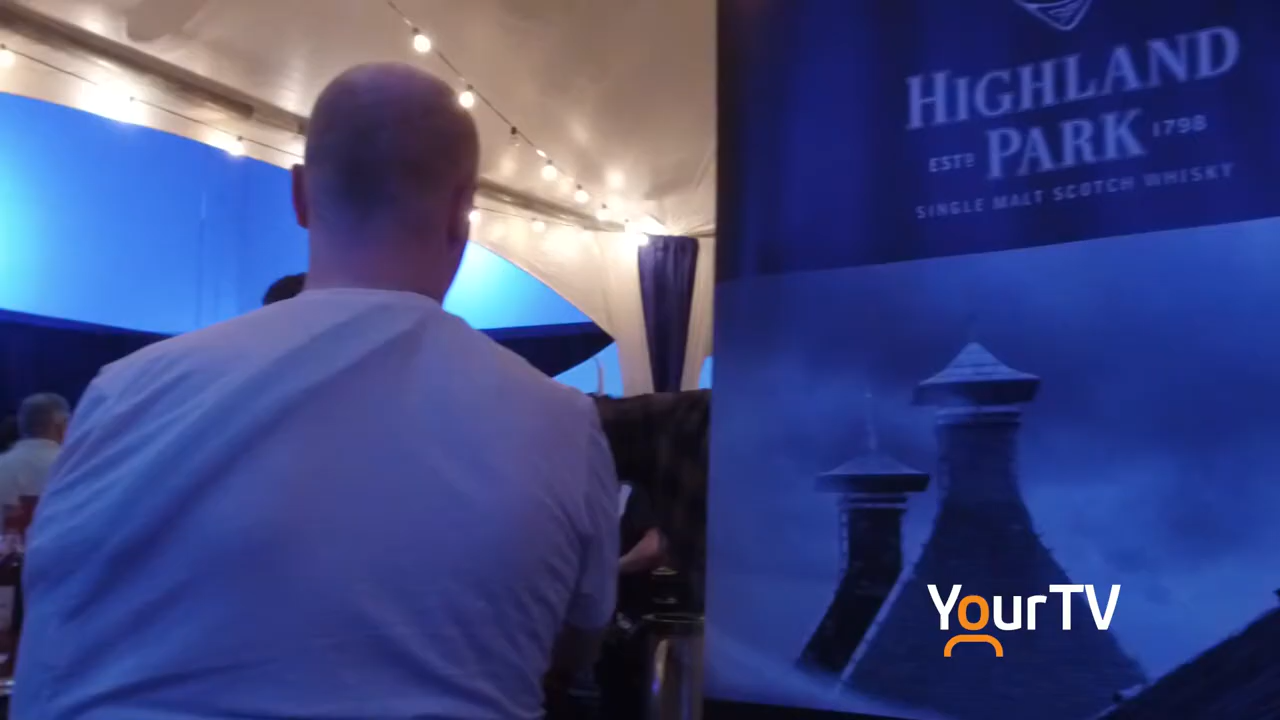 HIGHLAND
PARK
ESTD 1798
SINGLE MALT SCOTCH WHISKY
YourTV